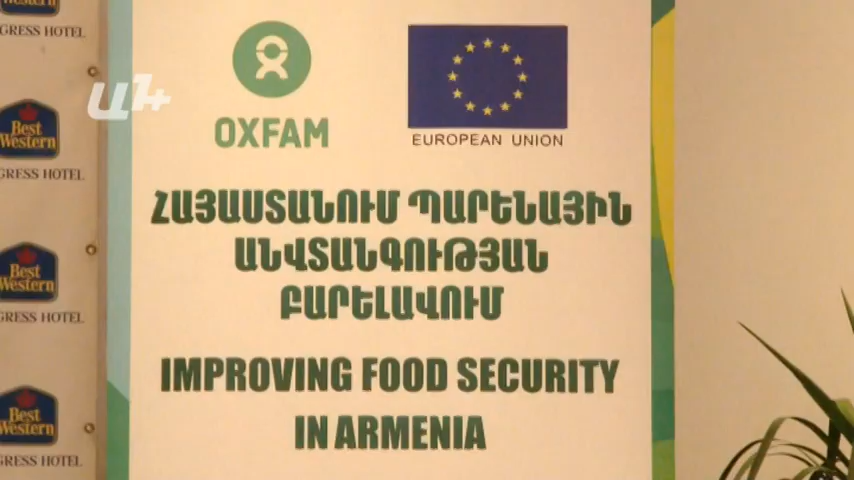 GRESS HOTEL
ԱՆ+
Best
Western
GRESS HOTEL
Best
Western
GRESS HOTEL
Best
Western
GRESS HOTEL
OXFAM
EUROPEAN UNION
ՀԱՅԱՍՏԱՆՈՒՄ ՊԱՐԵՆԱՅԻՆ
ԱՆՎՏԱՆԳՈՒԹՅԱՆ
ԲԱՐԵԼԱՎՈՒՄ
IMPROVING FOOD SECURITY
IN ARMENIA